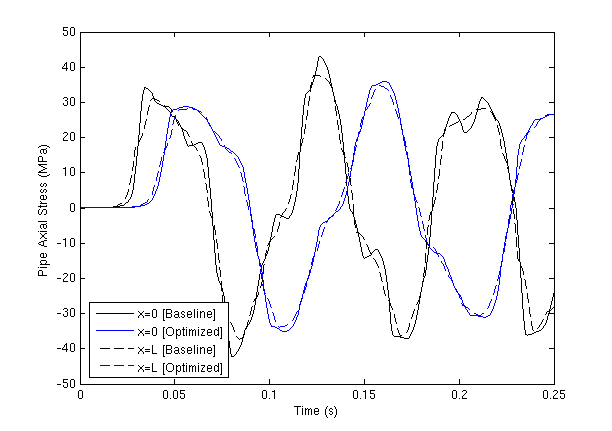 50
40
30
20
10
0
-10
-20
-30
-40
-50
Pipe Axial Stress (MPa)
x=0 [Baseline]
x=0 [Optimized]
x=L [Baseline]
x=L [Optimized]
0
0.05
0.1
0.15
0.2
0.25
Time (s)